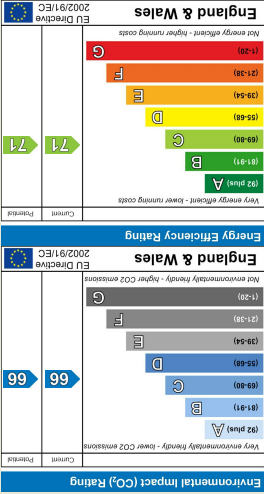 Environmental Impact (CO₂) Rating
Current Potential
Very environmentally friendly - lower CO2 emissions
(92 plus) A
(81-91) B
(69-80) C
(55-68) D
66 66
(39-54) E
(21-38) F
(1-20) G
Not environmentally friendly - higher CO2 emissions
England & Wales
EU Directive
2002/91/EC
Energy Efficiency Rating
Current Potential
Very energy efficient - lower running costs
(92 plus) A
(81-91) B
(69-80) C
71 71
(55-68) D
(39-54) E
(21-38) F
(1-20) G
Not energy efficient - higher running costs
England & Wales
EU Directive
2002/91/EC